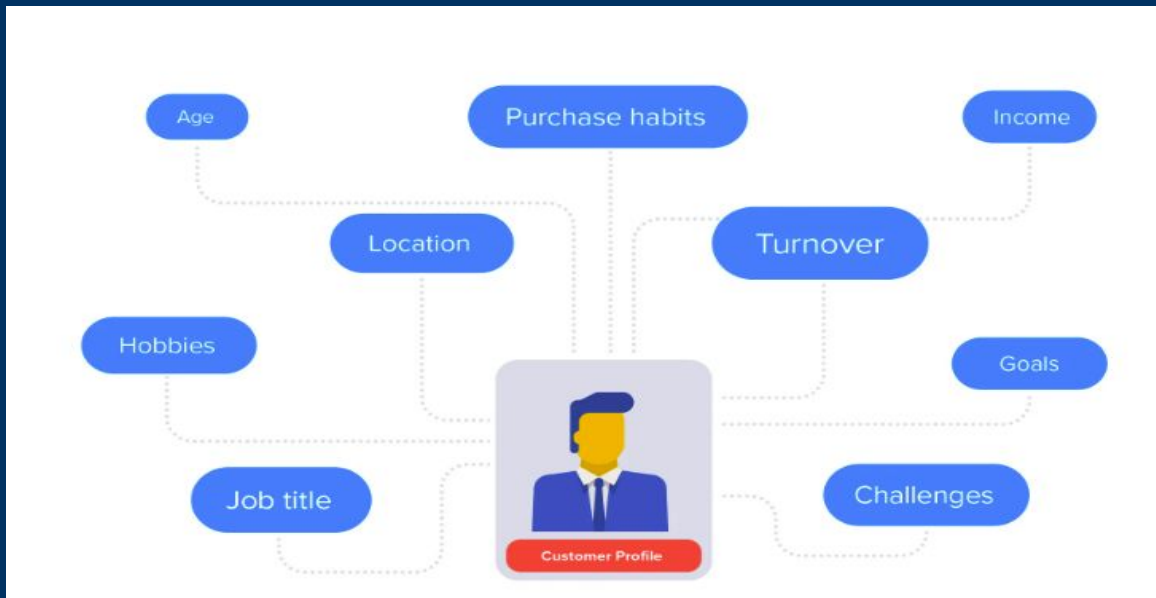 Age
Purchase habits
Income
Location
Turnover
Hobbies
Goals
Job title
Challenges
Customer Profile